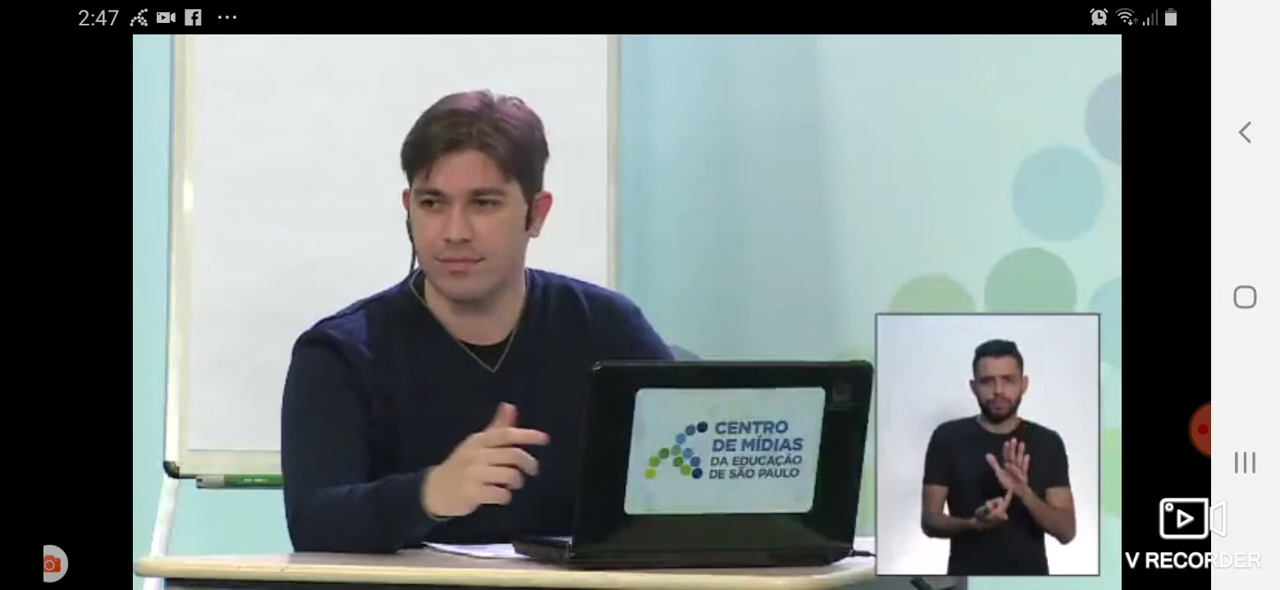 2:47
CENTRO
DE MÍDIAS
DA EDUCAÇÃO
DE SÃO PAULO
V RECORDER